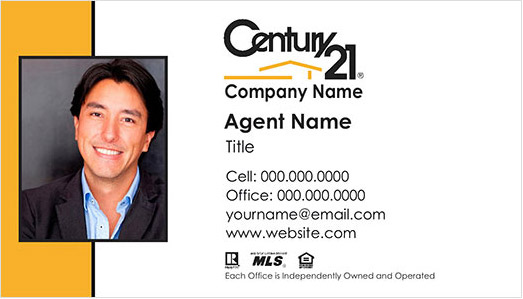 Century 21®
Company Name
Agent Name
Title
Cell: 000.000.0000
Office: 000.000.0000
yourname@email.com
www.website.com
MLS
Each Office is Independently Owned and Operated